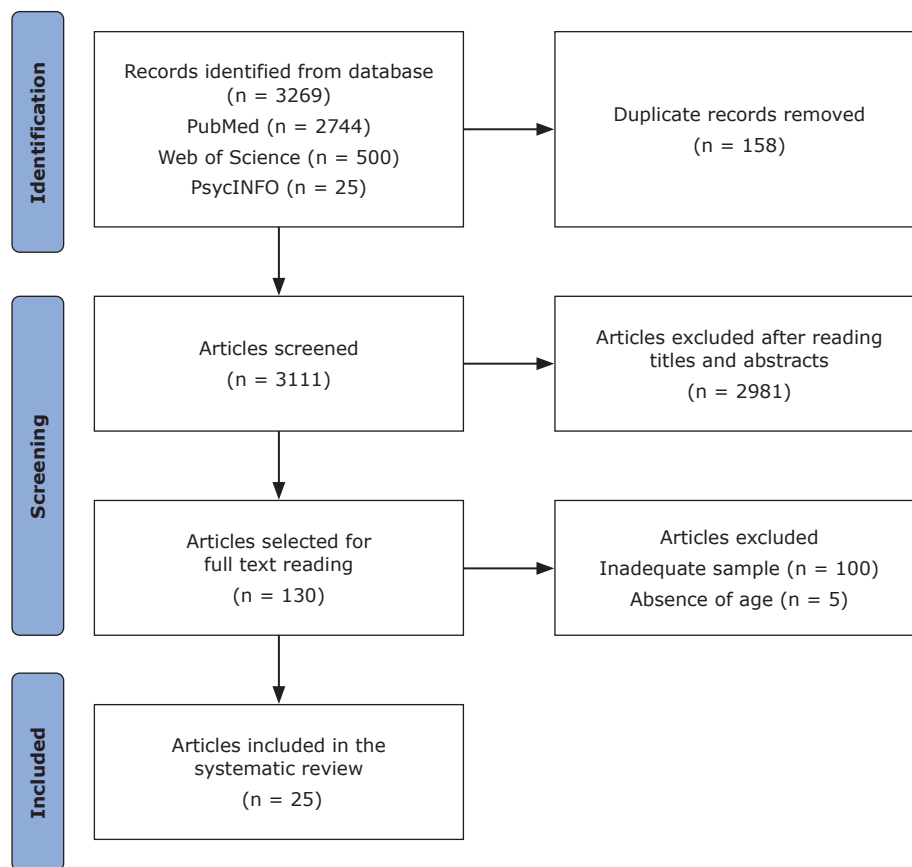 Identification
Records identified from database
(n = 3269)
PubMed (n = 2744)
Web of Science (n = 500)
PsycINFO (n = 25)
Duplicate records removed
(n = 158)
Screening
Articles screened
(n = 3111)
Articles excluded after reading
titles and abstracts
(n = 2981)
Articles selected for
full text reading
(n = 130)
Articles excluded
Inadequate sample (n = 100)
Absence of age (n = 5)
Included
Articles included in the
systematic review
(n = 25)